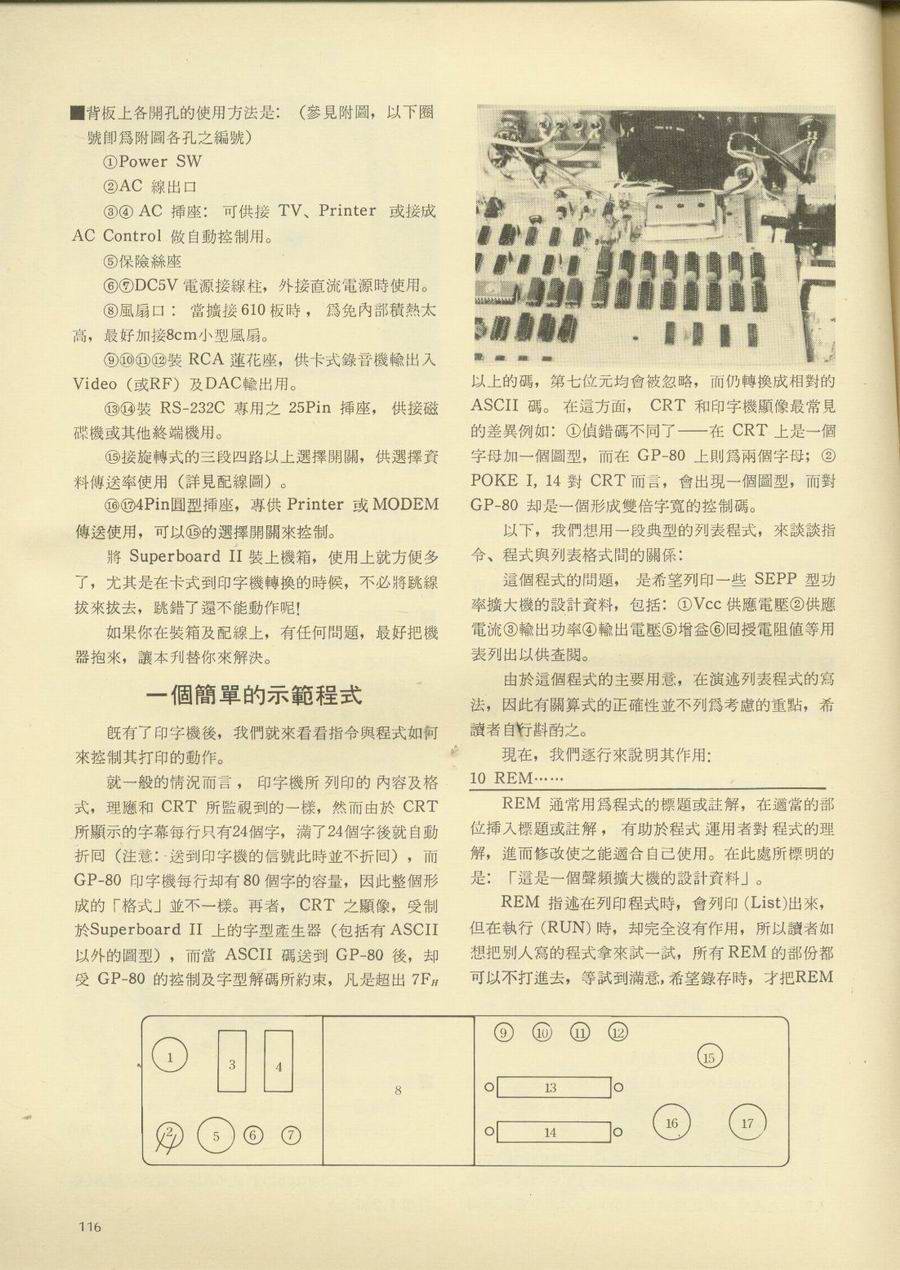 ■背板上各開孔的使用方法是：（參見附圖，以下圈
號卽爲附圖各孔之編號）
①Power SW
②AC 線出口
③④ AC 揷座： 可供接 TV、Printer 或接成
AC Control 做自動控制用。
⑤保險絲座
⑥⑦DC5V 電源接線柱，外接直流電源時使用。
⑧風扇口： 當擴接 610 板時， 爲免內部積熱太
高，最好加接8cm小型風扇。
⑨⑩⑪⑫裝 RCA 蓮花座，供卡式錄音機輸出入
Video（或RF）及DAC輸出用。
⑬⑭裝 RS-232C 專用之 25Pin 揷座， 供接磁
碟機或其他終端機用。
⑮接旋轉式的三段四路以上選擇開關，供選擇資
料傳送率使用（詳見配線圖）。
⑯⑰4Pin圓型揷座，專供 Printer 或 MODEM
傳送使用，可以⑮的選擇開關來控制。
將 Superboard II 裝上機箱，使用上就方便多
了，尤其是在卡式到印字機轉換的時候，不必將跳線
拔來拔去，跳錯了還不能動作呢!
如果你在裝箱及配線上，有任何問題，最好把機
器抱來，讓本刋替你來解決。
一個簡單的示範程式
旣有了印字機後，我們就來看看指令與程式如何
來控制其打印的動作。
就一般的情況而言， 印字機所 列印的 內容及格
式，理應和 CRT 所監視到的一樣，然而由於 CRT
所顯示的字幕每行只有24個字，滿了24個字後就自動
折囘（注意：送到印字機的信號此時並不折囘），而
GP-80 印字機每行却有 80 個字的容量，因此整個形
成的「格式」並不一樣。再者， CRT 之顯像，受制
於Superboard II 上的字型產生器（包括有 ASCII
以外的圖型），而當 ASCII 碼送到 GP-80 後，却
受 GP-80 的控制及字型解碼所約束，凡是超出 7FH
以上的碼，第七位元均會被忽略，而仍轉換成相對的
ASCII 碼。 在這方面， CRT 和印字機顯像最常見
的差異例如：①偵錯碼不同了——在 CRT 上是一個
字母加一個圖型，而在 GP-80 上則爲兩個字母；②
POKE I, 14 對 CRT 而言，會出現一個圖型，而對
GP-80 却是一個形成雙倍字寬的控制碼。
以下，我們想用一段典型的列表程式，來談談指
令、程式與列表格式間的關係：
這個程式的問題， 是希望列印一些 SEPP 型功
率擴大機的設計資料，包括：①Vcc 供應電壓②供應
電流③輸出功率④輸出電壓⑤增益⑥囘授電阻値等用
表列出以供查閱。
由於這個程式的主要用意，在演述列表程式的寫
法，因此有關算式的正確性並不列爲考慮的重點，希
讀者自行斟酌之。
現在，我們逐行來說明其作用：
10 REM……
REM 通常用爲程式的標題或註解，在適當的部
位揷入標題或註解， 有助於程式 運用者對 程式的理
解，進而修改使之能適合自己使用。在此處所標明的
是：「這是一個聲頻擴大機的設計資料」。
REM 指述在列印程式時，會列印 (List)出來，
但在執行 (RUN) 時，却完全沒有作用，所以讀者如
想把別人寫的程式拿來試一試，所有 REM 的部份都
可以不打進去，等試到滿意，希望錄存時，才把REM
1
3
4
2
5
⑥
⑦
8
⑨
⑩
⑪
⑫
13
14
⑮
16
17
116